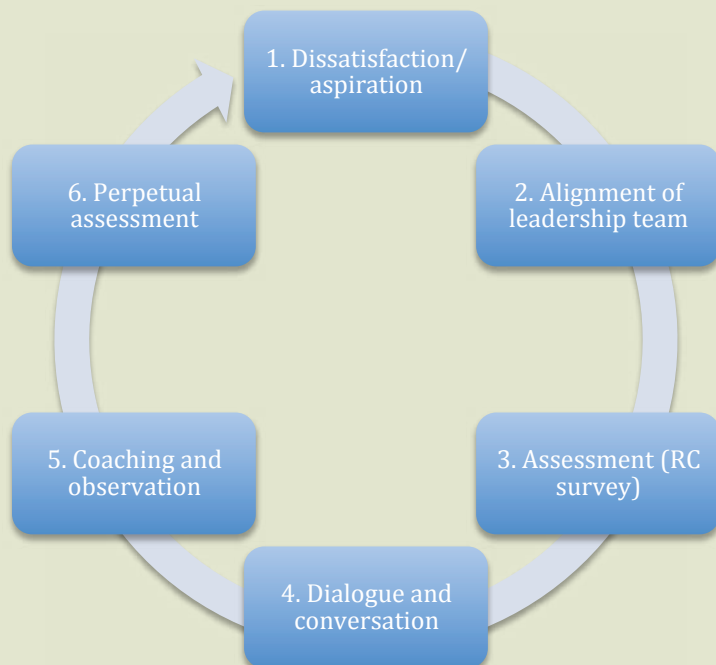 1. Dissatisfaction/
aspiration
2. Alignment of
leadership team
3. Assessment (RC
survey)
4. Dialogue and
conversation
5. Coaching and
observation
6. Perpetual
assessment